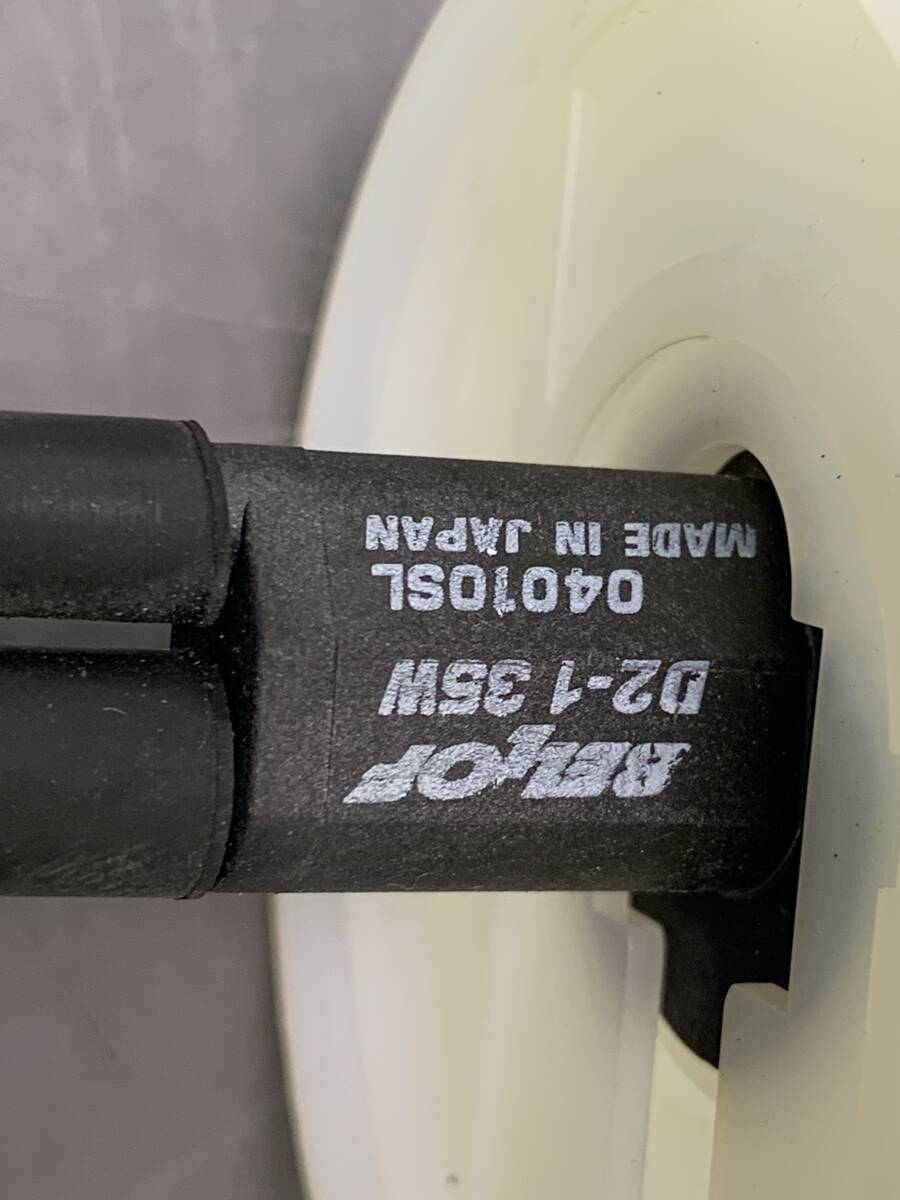 BELLOF
D2-1 35W
04010SL
MADE IN JAPAN